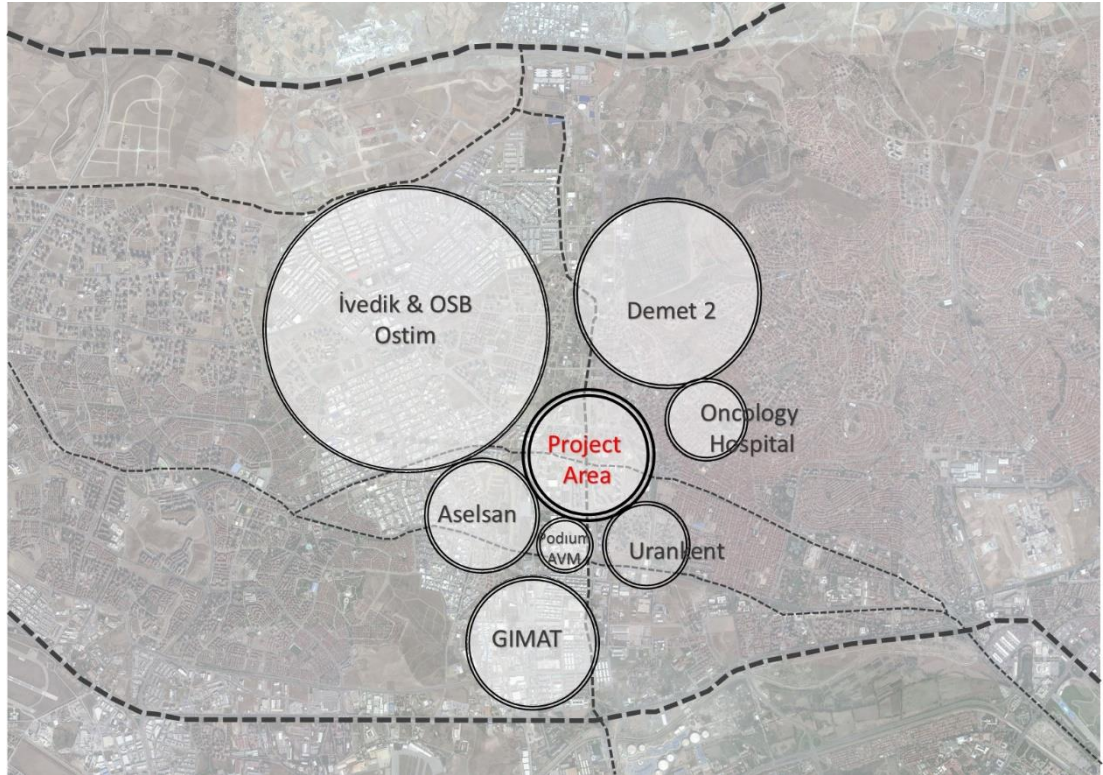 İvedik & OSB
Ostim
Demet 2
Oncology
Hospital
Project
Area
Aselsan
Podium
AVM
Urankent
GIMAT